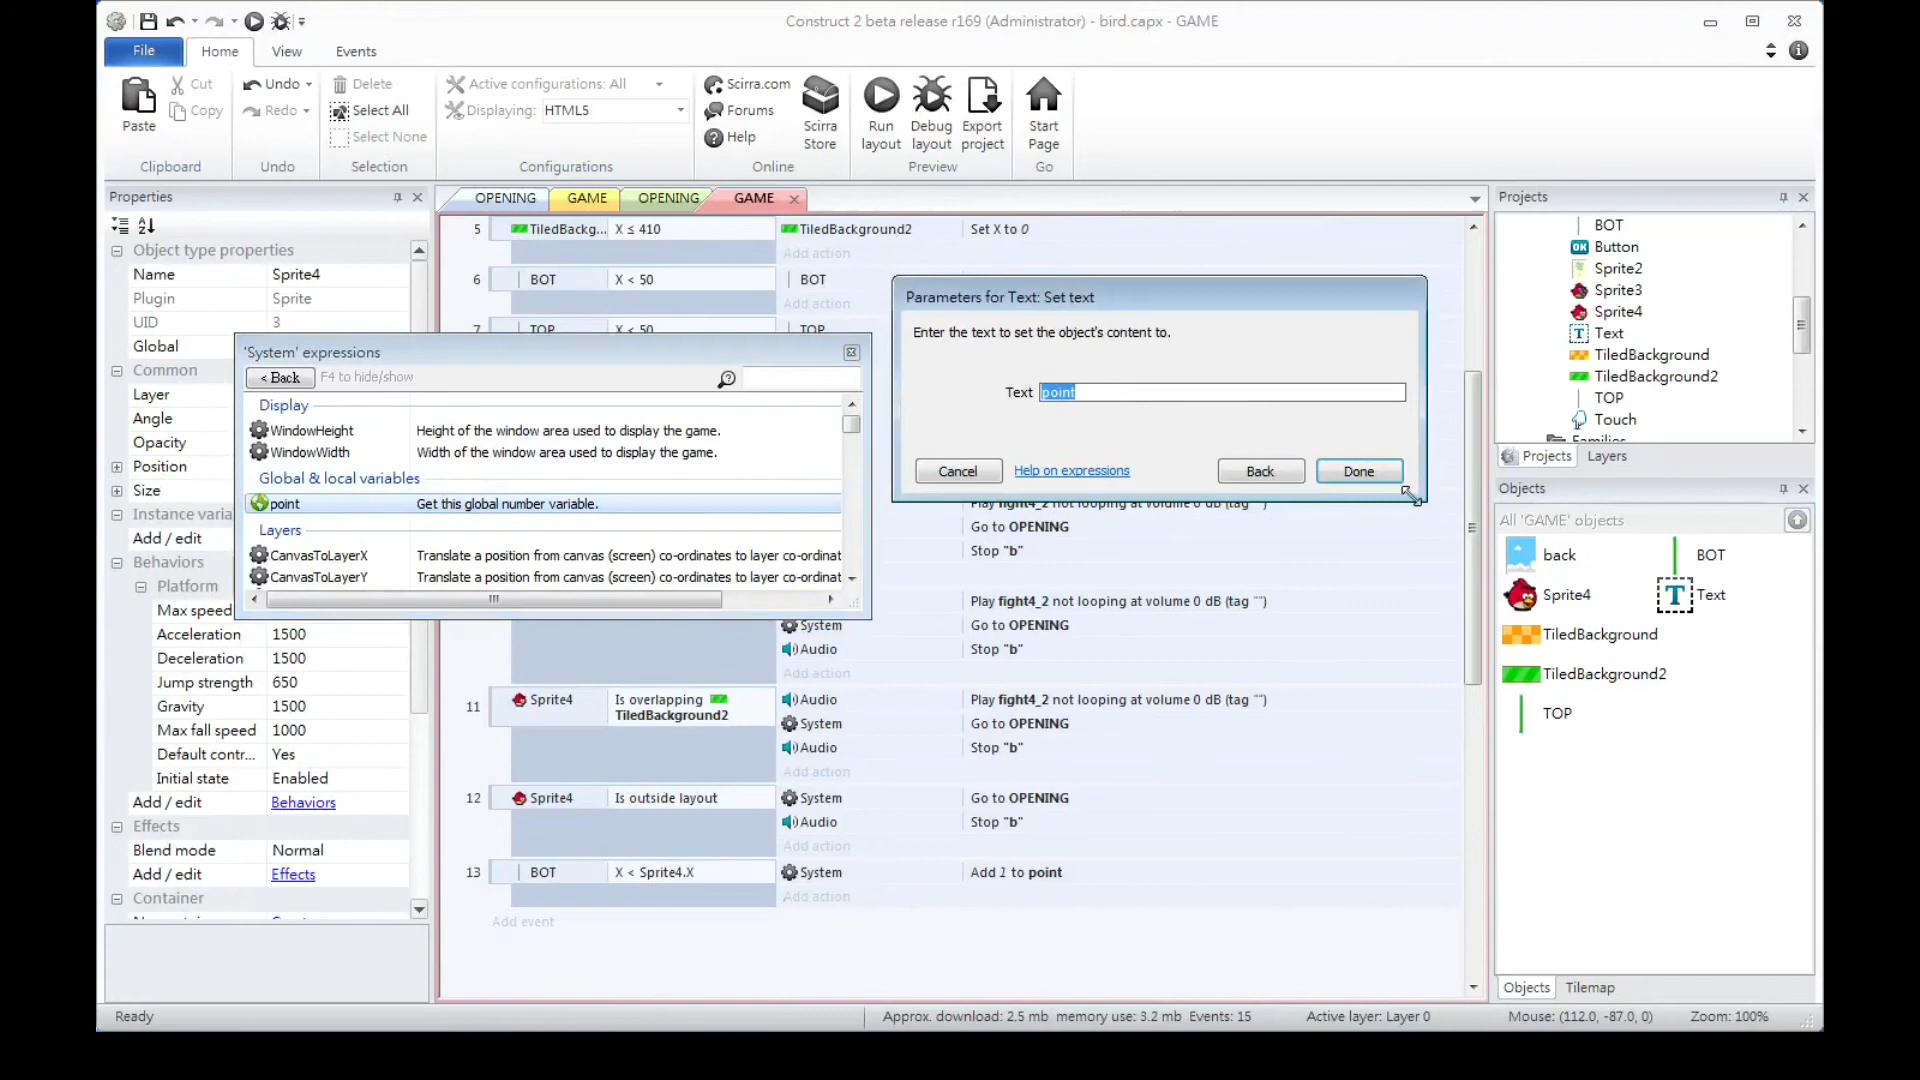 Construct 2 beta release r169 (Administrator) - bird.capx - GAME
File
Home
View
Events
Paste
Cut
Copy
Clipboard
Undo
Redo
Undo
Delete
Select All
Select None
Selection
Active configurations: All
Displaying: HTML5
Configurations
Scirra.com
Forums
Help
Scirra Store
Online
Run layout
Debug layout
Export project
Preview
Start Page
Go
Properties
Object type properties
Name Sprite4
Plugin Sprite
UID 3
Global
Common
Layer
Angle
Opacity
Position
Size
Instance varia
Add / edit
Behaviors
Platform
Max speed
Acceleration 1500
Deceleration 1500
Jump strength 650
Gravity 1500
Max fall speed 1000
Default contr... Yes
Initial state Enabled
Add / edit Behaviors
Effects
Blend mode Normal
Add / edit Effects
Container
OPENING
GAME
OPENING
GAME
5 TiledBackg... X ≤ 410 TiledBackground2 Set X to 0
Add action
6 BOT X < 50 BOT
Add action
7 TOP X < 50 TOP
'System' expressions
< Back F4 to hide/show
Display
WindowHeight Height of the window area used to display the game.
WindowWidth Width of the window area used to display the game.
Global & local variables
point Get this global number variable.
Layers
CanvasToLayerX Translate a position from canvas (screen) co-ordinates to layer co-ordinat
CanvasToLayerY Translate a position from canvas (screen) co-ordinates to layer co-ordinat
Parameters for Text: Set text
Enter the text to set the object's content to.
Text point
Cancel
Help on expressions
Back
Done
Play fight4_2 not looping at volume 0 dB (tag "")
Go to OPENING
Stop "b"
Play fight4_2 not looping at volume 0 dB (tag "")
System Go to OPENING
Audio Stop "b"
Add action
11 Sprite4 Is overlapping TiledBackground2 Audio Play fight4_2 not looping at volume 0 dB (tag "")
System Go to OPENING
Audio Stop "b"
Add action
12 Sprite4 Is outside layout System Go to OPENING
Audio Stop "b"
Add action
13 BOT X < Sprite4.X System Add 1 to point
Add action
Add event
Projects
BOT
Button
Sprite2
Sprite3
Sprite4
Text
TiledBackground
TiledBackground2
TOP
Touch
Families
Projects
Layers
Objects
All 'GAME' objects
back
BOT
Sprite4
Text
TiledBackground
TiledBackground2
TOP
Objects
Tilemap
Ready
Approx. download: 2.5 mb memory use: 3.2 mb Events: 15
Active layer: Layer 0
Mouse: (112.0, -87.0, 0)
Zoom: 100%